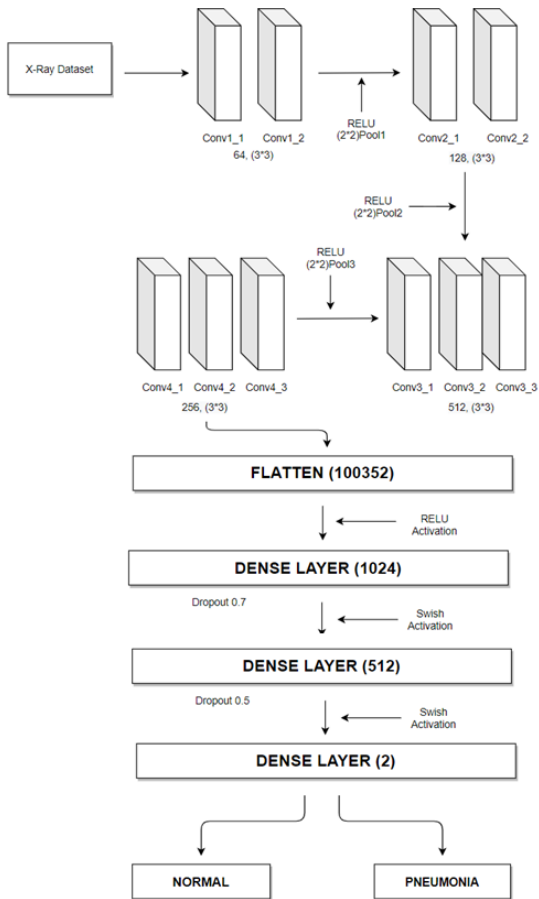 X-Ray Dataset
Conv1_1
Conv1_2
64, (3*3)
RELU
(2*2)Pool1
Conv2_1
Conv2_2
128, (3*3)
RELU
(2*2)Pool2
RELU
(2*2)Pool3
Conv4_1
Conv4_2
Conv4_3
256, (3*3)
Conv3_1
Conv3_2
Conv3_3
512, (3*3)
FLATTEN (100352)
RELU
Activation
DENSE LAYER (1024)
Dropout 0.7
Swish
Activation
DENSE LAYER (512)
Dropout 0.5
Swish
Activation
DENSE LAYER (2)
NORMAL
PNEUMONIA